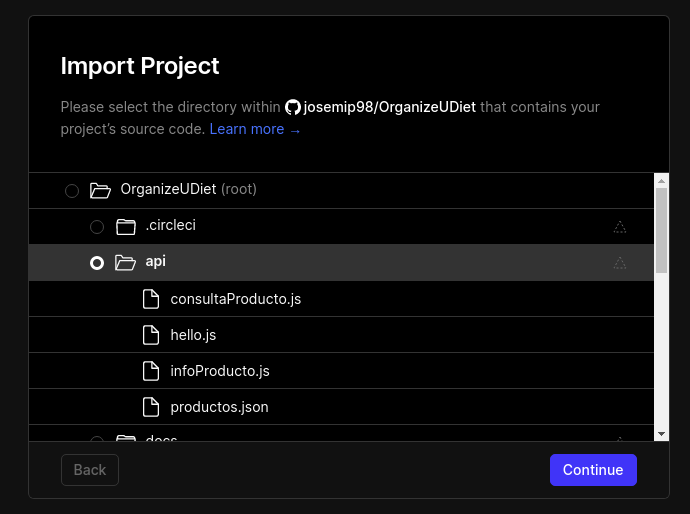 Import Project
Please select the directory within josemip98/OrganizeUDiet that contains your
project's source code. Learn more →
OrganizeUDiet (root)
.circleci
api
consultaProducto.js
hello.js
infoProducto.js
productos.json
docs
Back
Continue